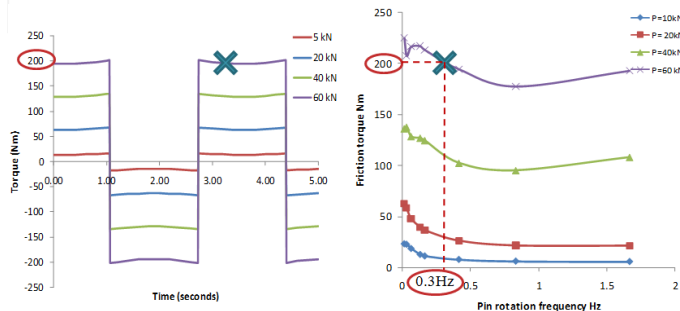 250
200
150
100
50
0
-50
-100
-150
-200
-250
Torque (Nm)
0.00 1.00 2.00 3.00 4.00 5.00
Time (seconds)
5 kN
20 kN
40 kN
60 kN
250
200
150
100
50
0
Friction torque Nm
0 0.5 1 1.5 2
0.3Hz
Pin rotation frequency Hz
P=10kN
P= 20kN
P=40kN
P=60kN